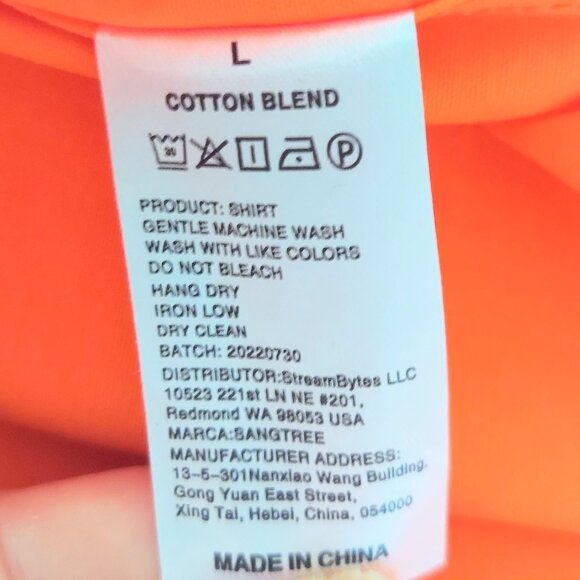 L
COTTON BLEND
30 P
PRODUCT: SHIRT
GENTLE MACHINE WASH
WASH WITH LIKE COLORS
DO NOT BLEACH
HANG DRY
IRON LOW
DRY CLEAN
BATCH: 20220730
DISTRIBUTOR:StreamBytes LLC
10523 221st LN NE #201,
Redmond WA 98053 USA
MARCA:SANGTREE
MANUFACTURER ADDRESS:
13-5-301Nanxiao Wang Building,
Gong Yuan East Street,
Xing Tai, Hebei, China, 054000
MADE IN CHINA